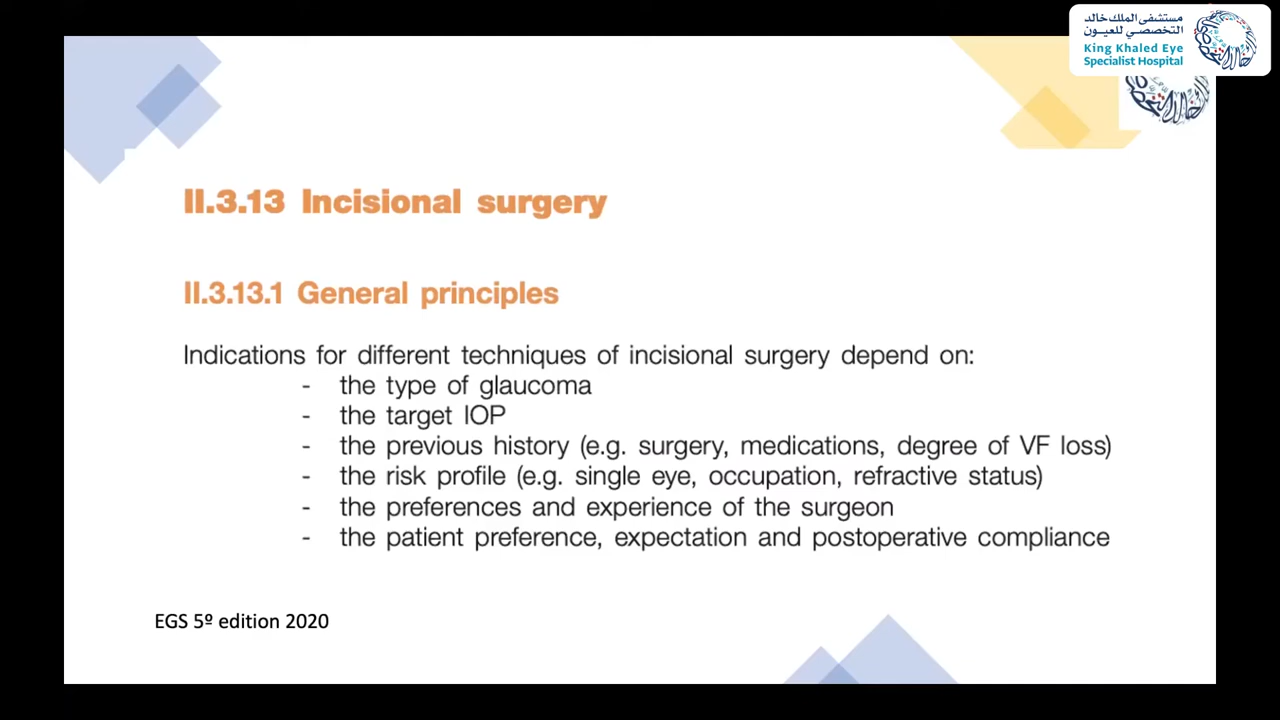 مستشفى الملك خالد
التخصصي للعيون
King Khaled Eye
Specialist Hospital
II.3.13 Incisional surgery
II.3.13.1 General principles
Indications for different techniques of incisional surgery depend on:
- the type of glaucoma
- the target IOP
- the previous history (e.g. surgery, medications, degree of VF loss)
- the risk profile (e.g. single eye, occupation, refractive status)
- the preferences and experience of the surgeon
- the patient preference, expectation and postoperative compliance
EGS 5º edition 2020